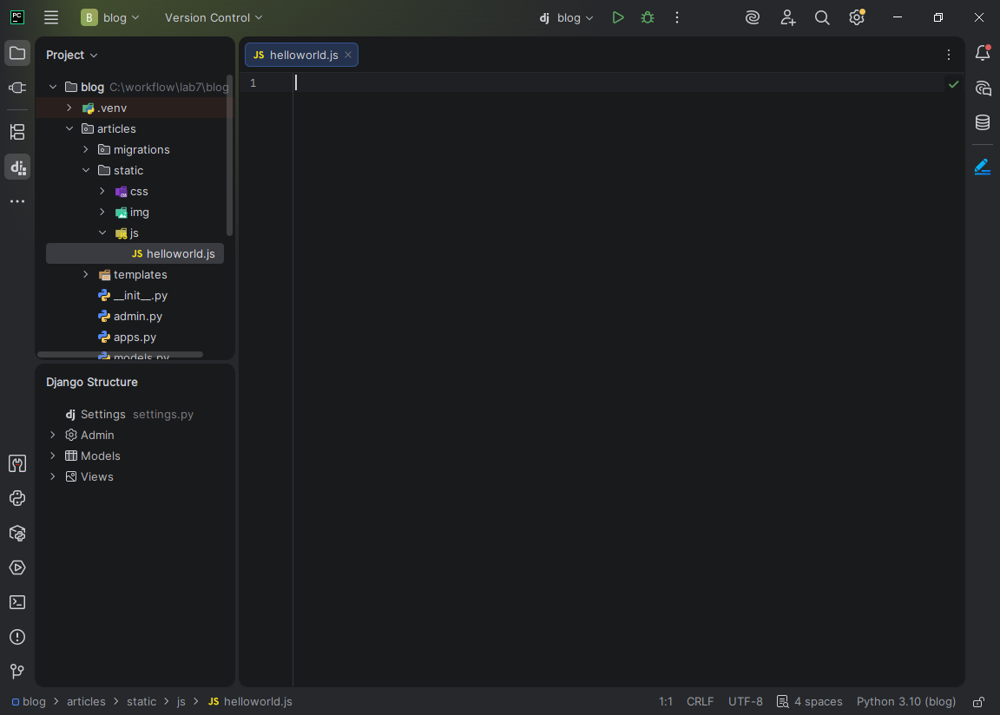 PC
B blog
Version Control
dj blog
Project
JS helloworld.js
1
blog C:\workflow\lab7\blog
.venv
articles
migrations
static
css
img
js
JS helloworld.js
templates
__init__.py
admin.py
apps.py
models.py
Django Structure
dj Settings settings.py
Admin
Models
Views
blog > articles > static > js > JS helloworld.js
1:1 CRLF UTF-8 4 spaces Python 3.10 (blog)